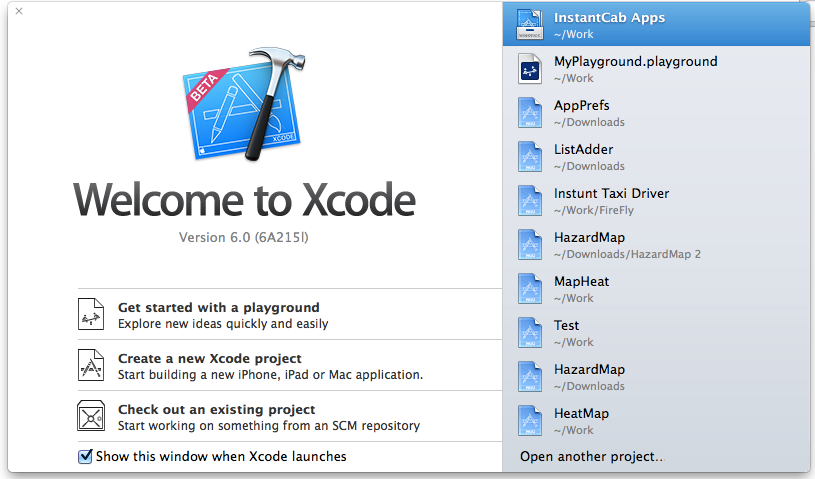 BETA
XCODE
Welcome to Xcode
Version 6.0 (6A215l)
Get started with a playground
Explore new ideas quickly and easily
Create a new Xcode project
Start building a new iPhone, iPad or Mac application.
Check out an existing project
Start working on something from an SCM repository
Show this window when Xcode launches
InstantCab Apps
~/Work
MyPlayground.playground
~/Work
AppPrefs
~/Downloads
ListAdder
~/Downloads
Instunt Taxi Driver
~/Work/FireFly
HazardMap
~/Downloads/HazardMap 2
MapHeat
~/Work
Test
~/Work
HazardMap
~/Downloads
HeatMap
~/Work
Open another project...